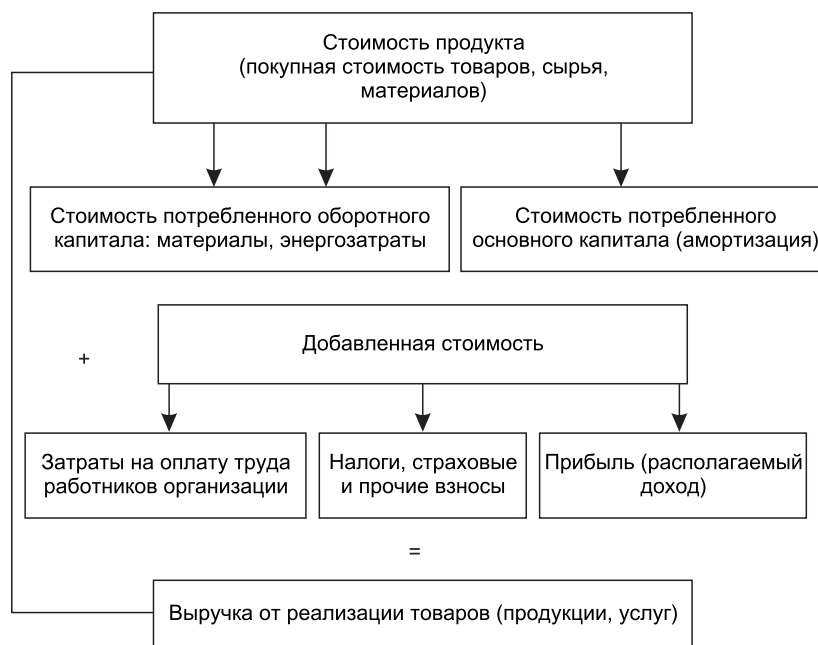 Стоимость продукта
(покупная стоимость товаров, сырья,
материалов)
Стоимость потребленного оборотного
капитала: материалы, энергозатраты
Стоимость потребленного
основного капитала (амортизация)
+
Добавленная стоимость
Затраты на оплату труда
работников организации
Налоги, страховые
и прочие взносы
Прибыль (располагаемый
доход)
=
Выручка от реализации товаров (продукции, услуг)